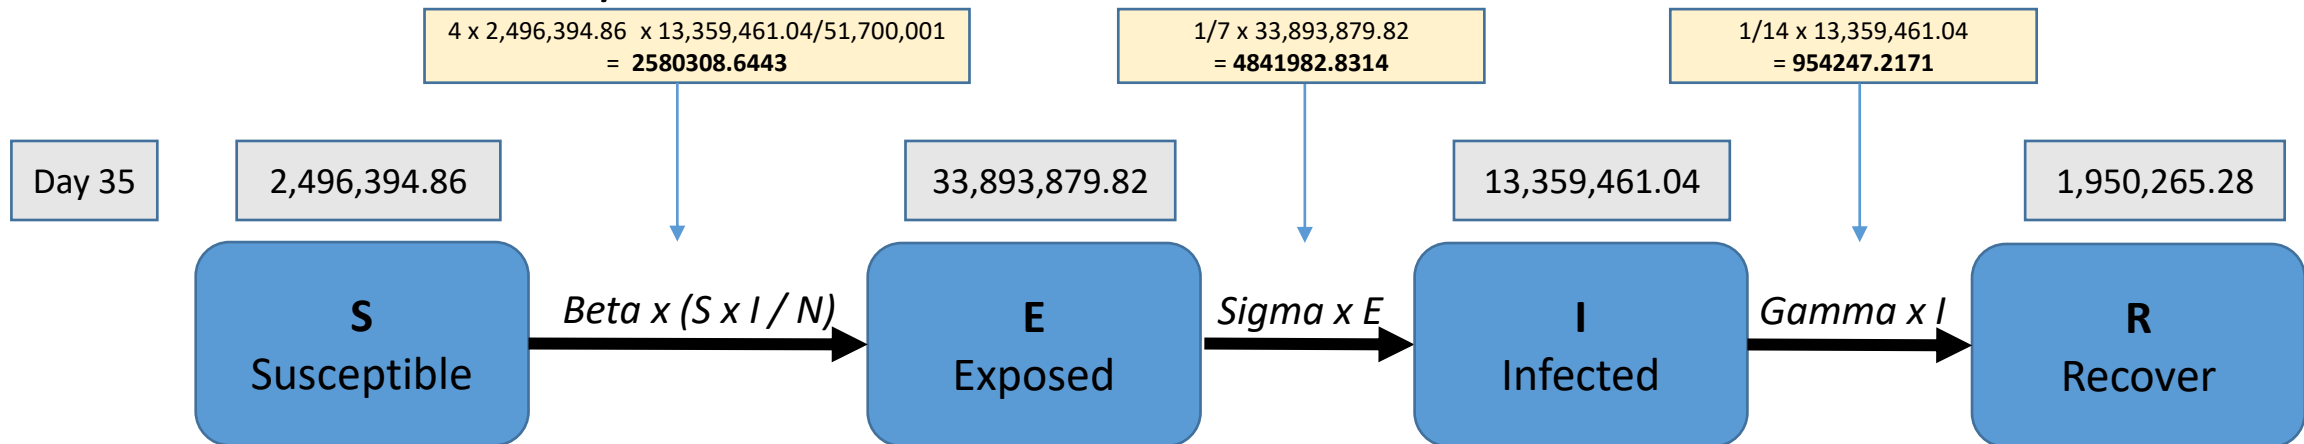 4 x 2,496,394.86  x 13,359,461.04/51,700,001
= 2580308.6443
1/7 x 33,893,879.82
= 4841982.8314
1/14 x 13,359,461.04
= 954247.2171
Day 35
2,496,394.86
33,893,879.82
13,359,461.04
1,950,265.28
S
Susceptible
Beta x (S x I / N)
E
Exposed
Sigma x E
I
Infected
Gamma x I
R
Recover